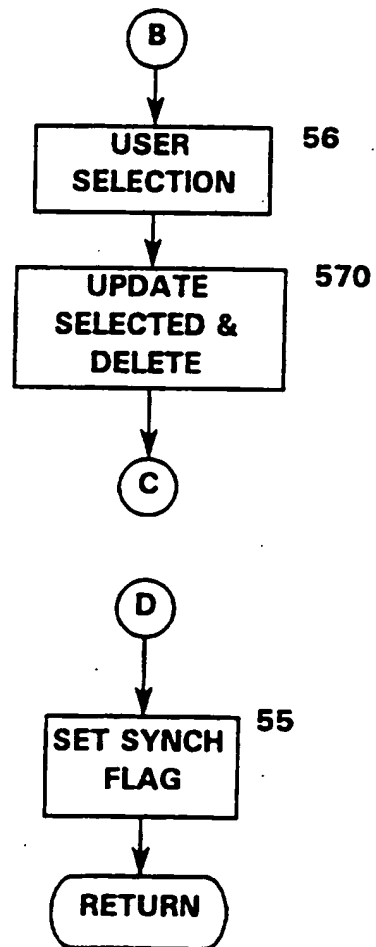 B
USER
SELECTION
56
UPDATE
SELECTED &
DELETE
570
C
D
SET SYNCH
FLAG
55
RETURN